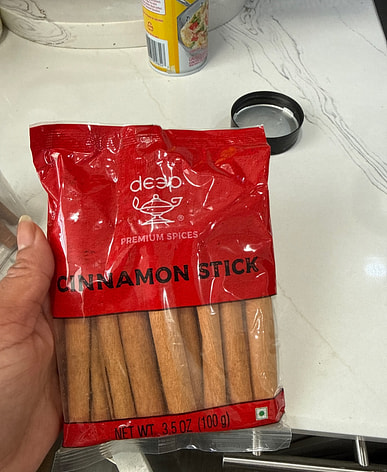 deep
®
PREMIUM SPICES
CINNAMON STICK
NET WT. 3.5 OZ (100 g)